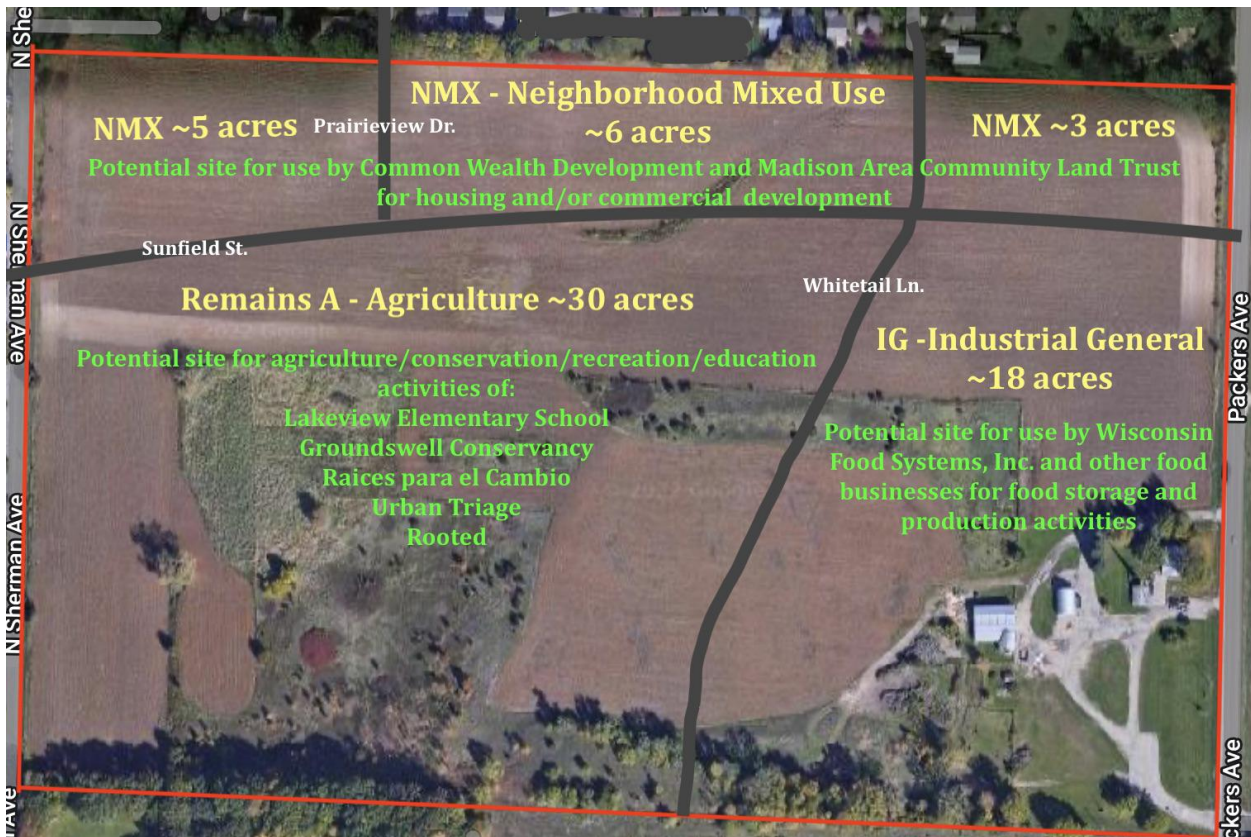 N She
NMX - Neighborhood Mixed Use
~6 acres
NMX ~5 acres
Prairieview Dr.
NMX ~3 acres
Potential site for use by Common Wealth Development and Madison Area Community Land Trust
for housing and/or commercial development
Sunfield St.
N She man Ave
Whitetail Ln.
Remains A - Agriculture ~30 acres
IG -Industrial General
~18 acres
Packers Ave
Potential site for agriculture/conservation/recreation/education
activities of:
Lakeview Elementary School
Groundswell Conservancy
Raices para el Cambio
Urban Triage
Rooted
Potential site for use by Wisconsin
Food Systems, Inc. and other food
businesses for food storage and
production activities
N Sherman Ave
Ave
ckers Ave